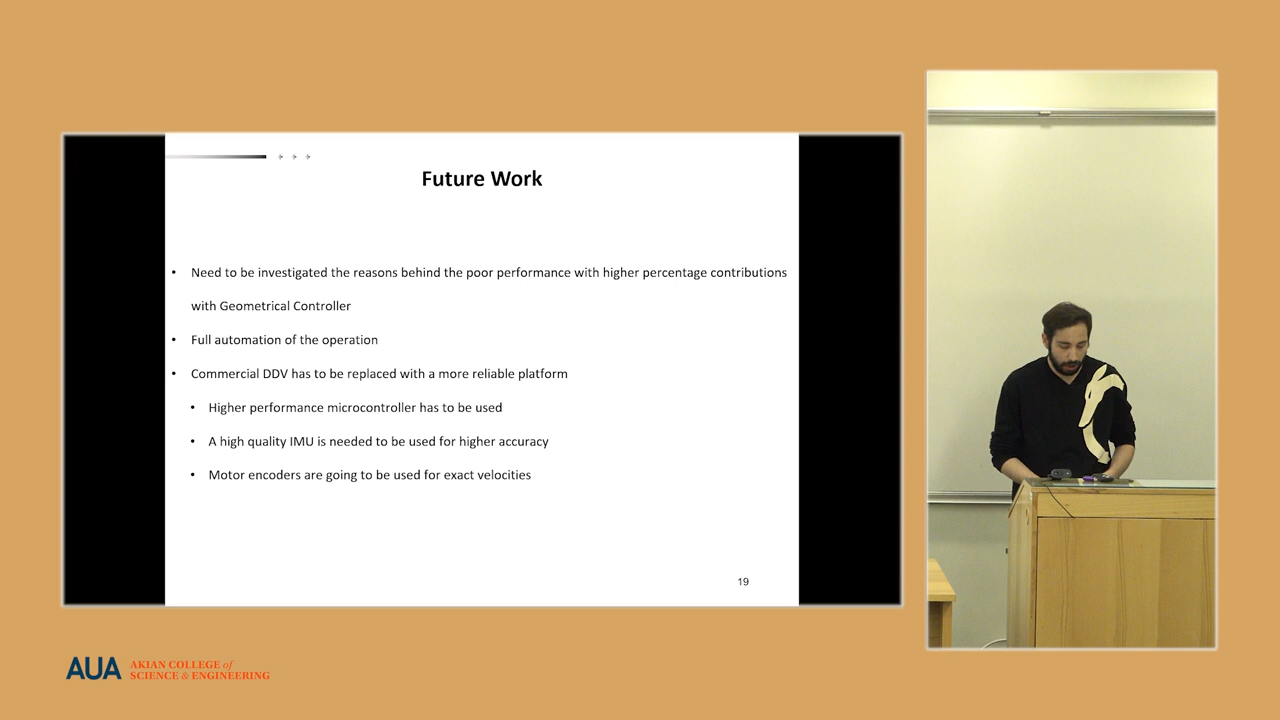 Future Work
• Need to be investigated the reasons behind the poor performance with higher percentage contributions
with Geometrical Controller
• Full automation of the operation
• Commercial DDV has to be replaced with a more reliable platform
• Higher performance microcontroller has to be used
• A high quality IMU is needed to be used for higher accuracy
• Motor encoders are going to be used for exact velocities
19
AUA
AKIAN COLLEGE of
SCIENCE & ENGINEERING